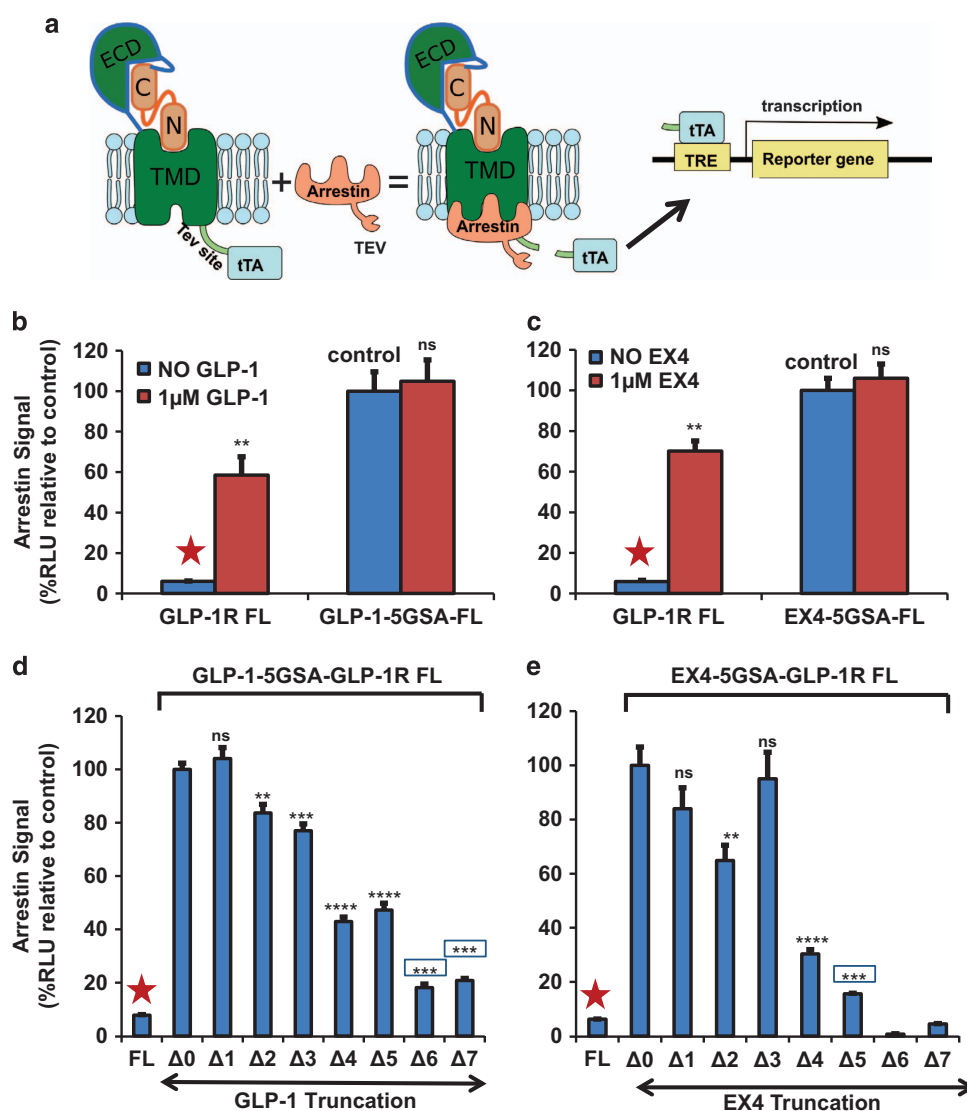 a
ECD
C
N
TMD
Tev site
tTA
+
Arrestin
TEV
=
ECD
C
N
TMD
Arrestin
tTA
tTA
TRE
transcription
Reporter gene
b
Arrestin Signal
(%RLU relative to control)
120
100
80
60
40
20
0
NO GLP-1
1µM GLP-1
**
control
ns
GLP-1R FL
GLP-1-5GSA-FL
c
120
100
80
60
40
20
0
NO EX4
1µM EX4
**
control
ns
GLP-1R FL
EX4-5GSA-FL
d
GLP-1-5GSA-GLP-1R FL
Arrestin Signal
(%RLU relative to control)
120
100
80
60
40
20
0
ns
**
***
****
****
***
***
FL Δ0 Δ1 Δ2 Δ3 Δ4 Δ5 Δ6 Δ7
GLP-1 Truncation
e
EX4-5GSA-GLP-1R FL
120
100
80
60
40
20
0
ns
**
ns
****
***
FL Δ0 Δ1 Δ2 Δ3 Δ4 Δ5 Δ6 Δ7
EX4 Truncation